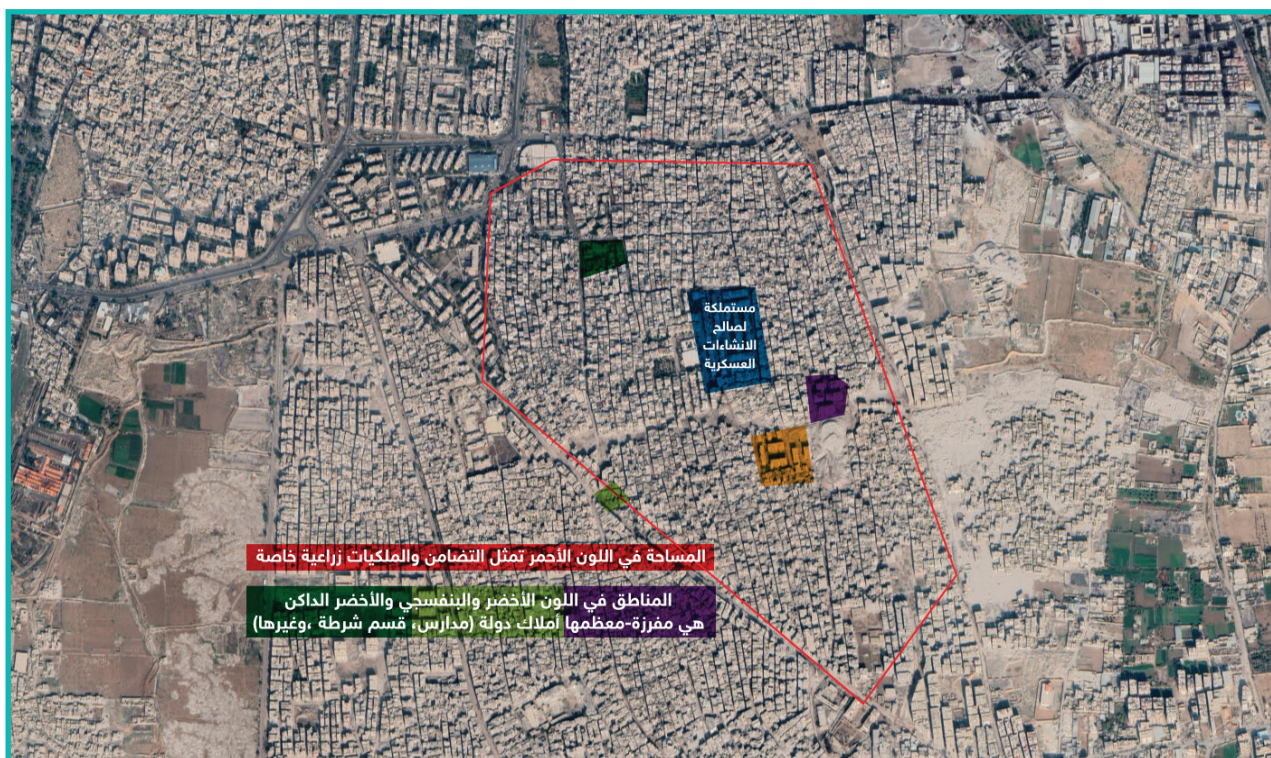 مستملكة
لصالح
الانشاءات
العسكرية
المساحة في اللون الأحمر تمثل التضامن والملكيات زراعية خاصة
المناطق في اللون الأخضر والبنفسجي والأخضر الداكن
هي مفرزة-معظمها أملاك دولة (مدارس، قسم شرطة ،وغيرها)